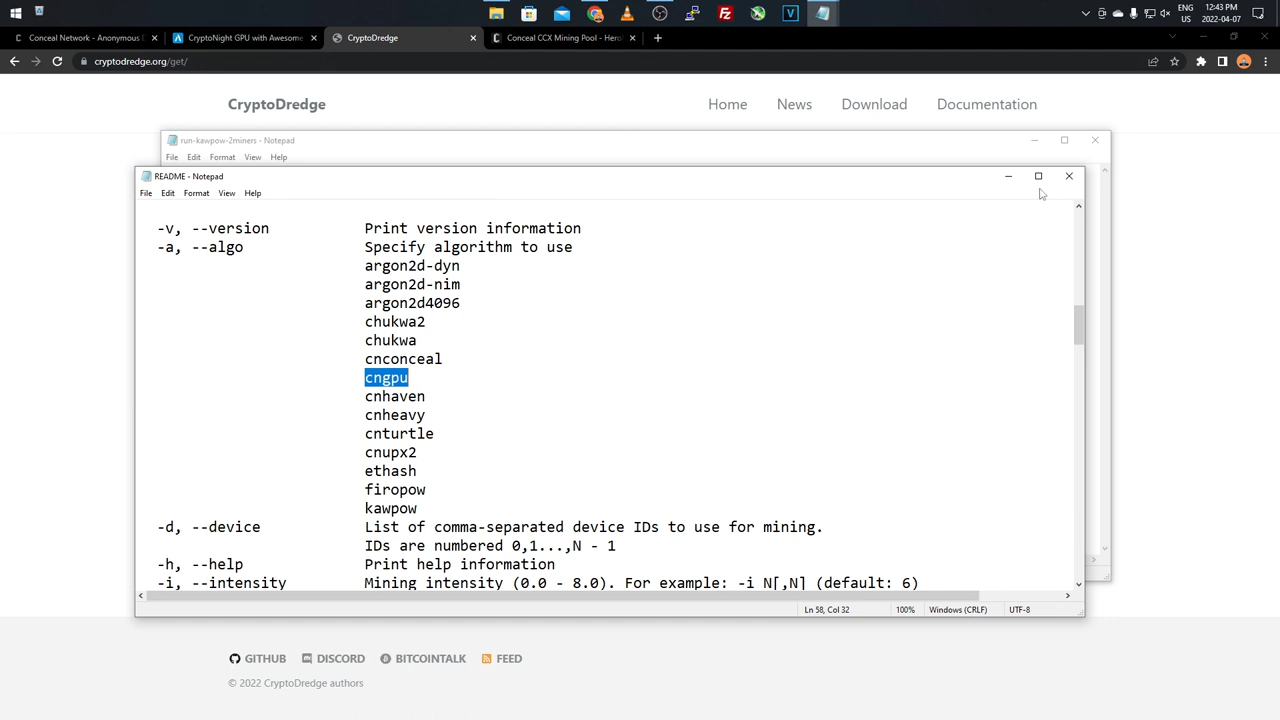 12:43 PM
ENG
US
2022-04-07
Conceal Network - Anonymous
CryptoNight GPU with Awesome
CryptoDredge
Conceal CCX Mining Pool - Hero
cryptodredge.org/get/
CryptoDredge
Home
News
Download
Documentation
run-kawpow-2miners - Notepad
File Edit Format View Help
README - Notepad
File Edit Format View Help
-v, --version Print version information
-a, --algo Specify algorithm to use
argon2d-dyn
argon2d-nim
argon2d4096
chukwa2
chukwa
cnconceal
cngpu
cnhaven
cnheavy
cnturtle
cnupx2
ethash
firopow
kawpow
-d, --device List of comma-separated device IDs to use for mining.
IDs are numbered 0,1...,N - 1
-h, --help Print help information
-i, --intensity Mining intensity (0.0 - 8.0). For example: -i N[,N] (default: 6)
Ln 58, Col 32
100%
Windows (CRLF)
UTF-8
GITHUB
DISCORD
BITCOINTALK
FEED
© 2022 CryptoDredge authors